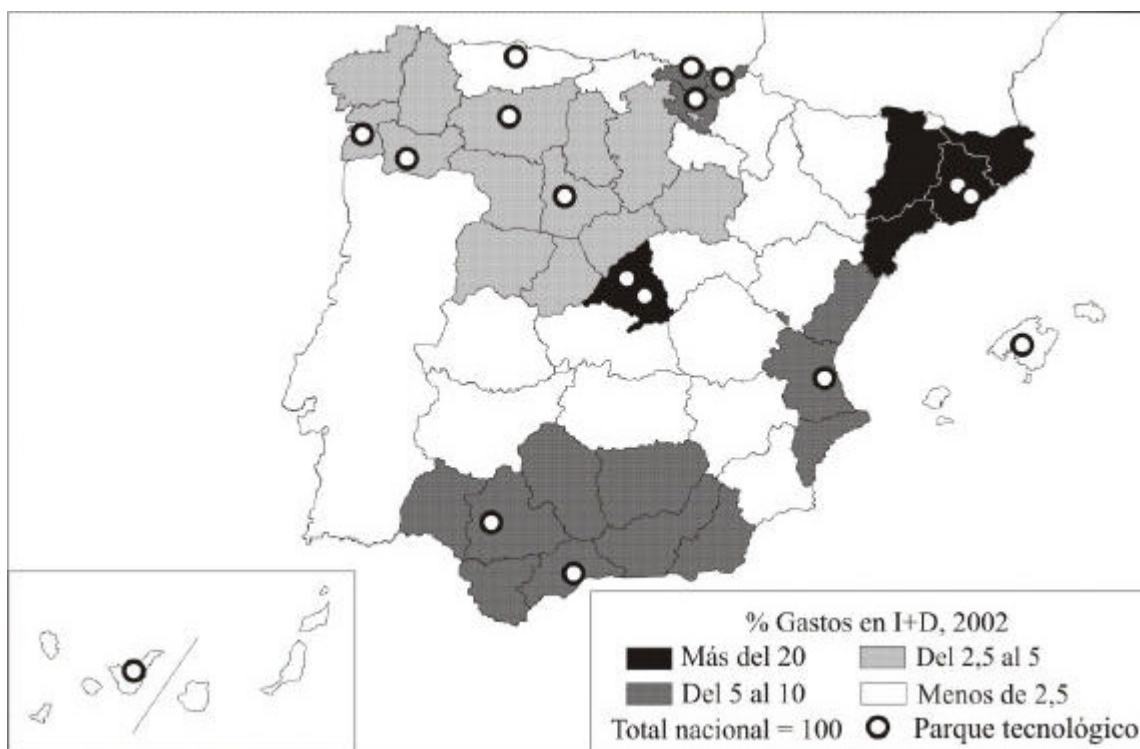 % Gastos en I+D, 2002
Más del 20
Del 2,5 al 5
Del 5 al 10
Menos de 2,5
Total nacional = 100
Parque tecnológico